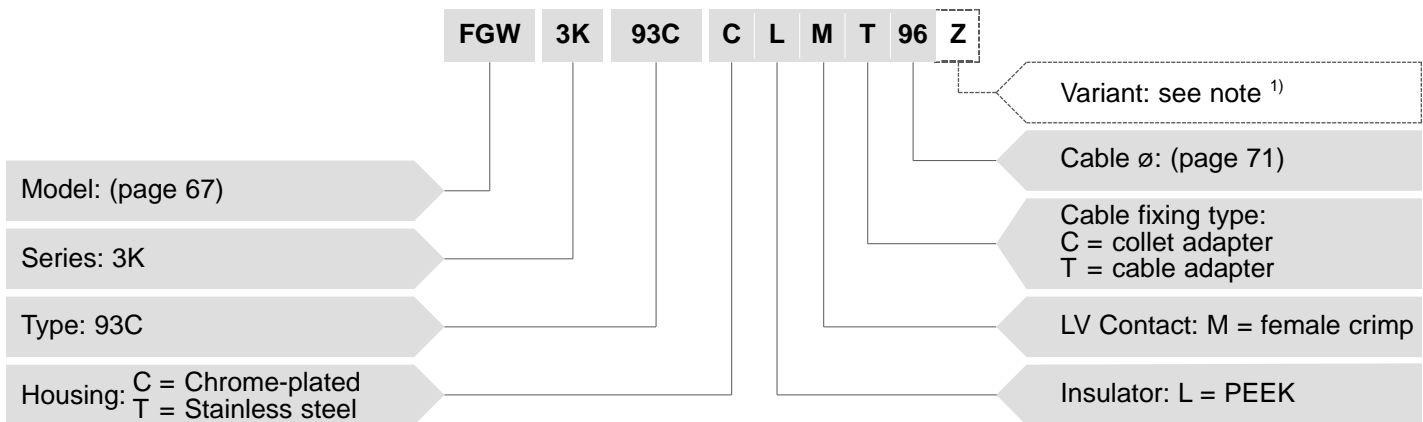 FGW 3K 93C C L M T 96 Z
Variant: see note 1)
Cable ø: (page 71)
Model: (page 67)
Cable fixing type:
C = collet adapter
T = cable adapter
Series: 3K
Type: 93C
LV Contact: M = female crimp
Housing: C = Chrome-plated
T = Stainless steel
Insulator: L = PEEK